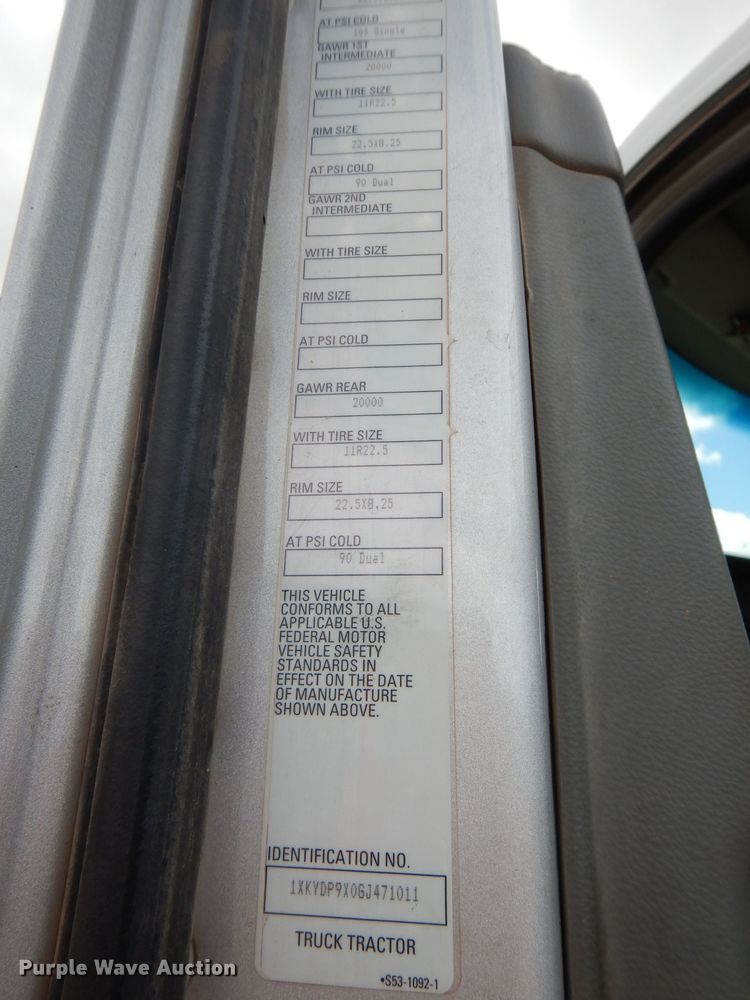 AT PSI COLD
105 Single
GAWR 1ST
INTERMEDIATE
20000
WITH TIRE SIZE
11R22.5
RIM SIZE
22.5X8.25
AT PSI COLD
90 Dual
GAWR 2ND
INTERMEDIATE
WITH TIRE SIZE
RIM SIZE
AT PSI COLD
GAWR REAR
20000
WITH TIRE SIZE
11R22.5
RIM SIZE
22.5X8.25
AT PSI COLD
90 Dual
THIS VEHICLE
CONFORMS TO ALL
APPLICABLE U.S.
FEDERAL MOTOR
VEHICLE SAFETY
STANDARDS IN
EFFECT ON THE DATE
OF MANUFACTURE
SHOWN ABOVE.
IDENTIFICATION NO.
1XKYDP9X0GJ471011
TRUCK TRACTOR
•S53-1092-1
Purple Wave Auction